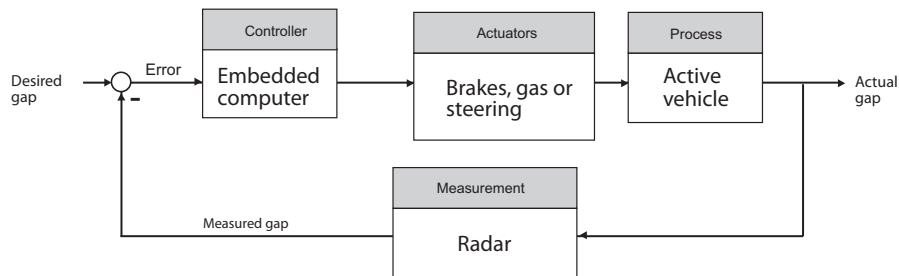 Controller
Actuators
Process
Desired
gap
Error
-
Embedded
computer
Brakes, gas or
steering
Active
vehicle
Actual
gap
Measurement
Measured gap
Radar